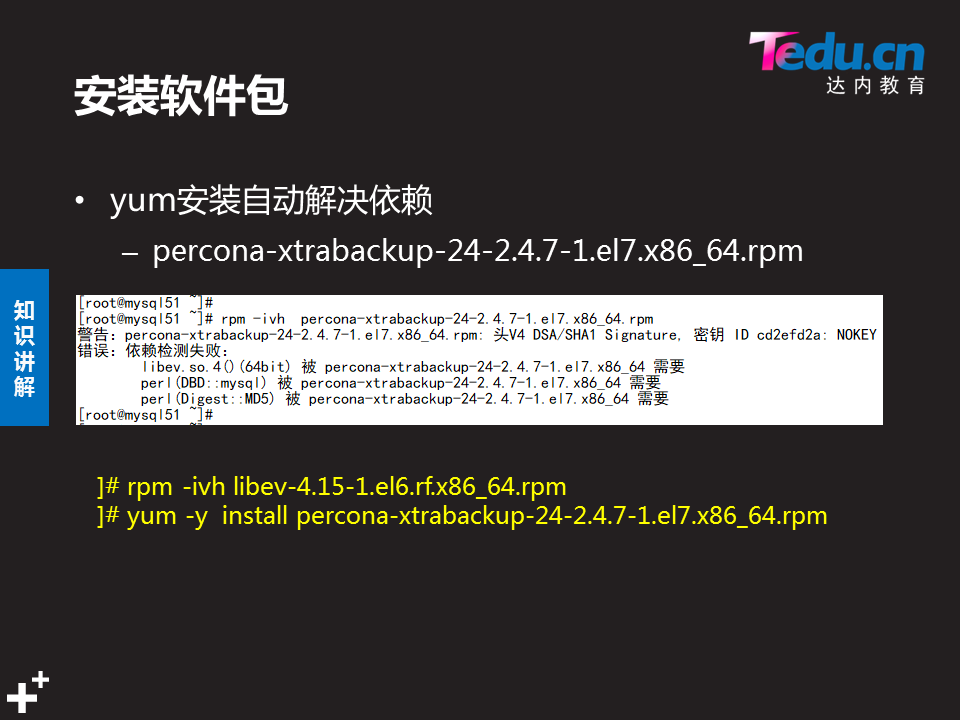 Tedu.cn
达内教育
安装软件包
• yum安装自动解决依赖
– percona-xtrabackup-24-2.4.7-1.el7.x86_64.rpm
知识讲解
[root@mysql51 ~]#
[root@mysql51 ~]# rpm -ivh  percona-xtrabackup-24-2.4.7-1.el7.x86_64.rpm
警告：percona-xtrabackup-24-2.4.7-1.el7.x86_64.rpm: 头V4 DSA/SHA1 Signature, 密钥 ID cd2efd2a: NOKEY
错误：依赖检测失败：
libev.so.4()(64bit) 被 percona-xtrabackup-24-2.4.7-1.el7.x86_64 需要
perl(DBD::mysql) 被 percona-xtrabackup-24-2.4.7-1.el7.x86_64 需要
perl(Digest::MD5) 被 percona-xtrabackup-24-2.4.7-1.el7.x86_64 需要
[root@mysql51 ~]#
]# rpm -ivh libev-4.15-1.el6.rf.x86_64.rpm
]# yum -y  install percona-xtrabackup-24-2.4.7-1.el7.x86_64.rpm